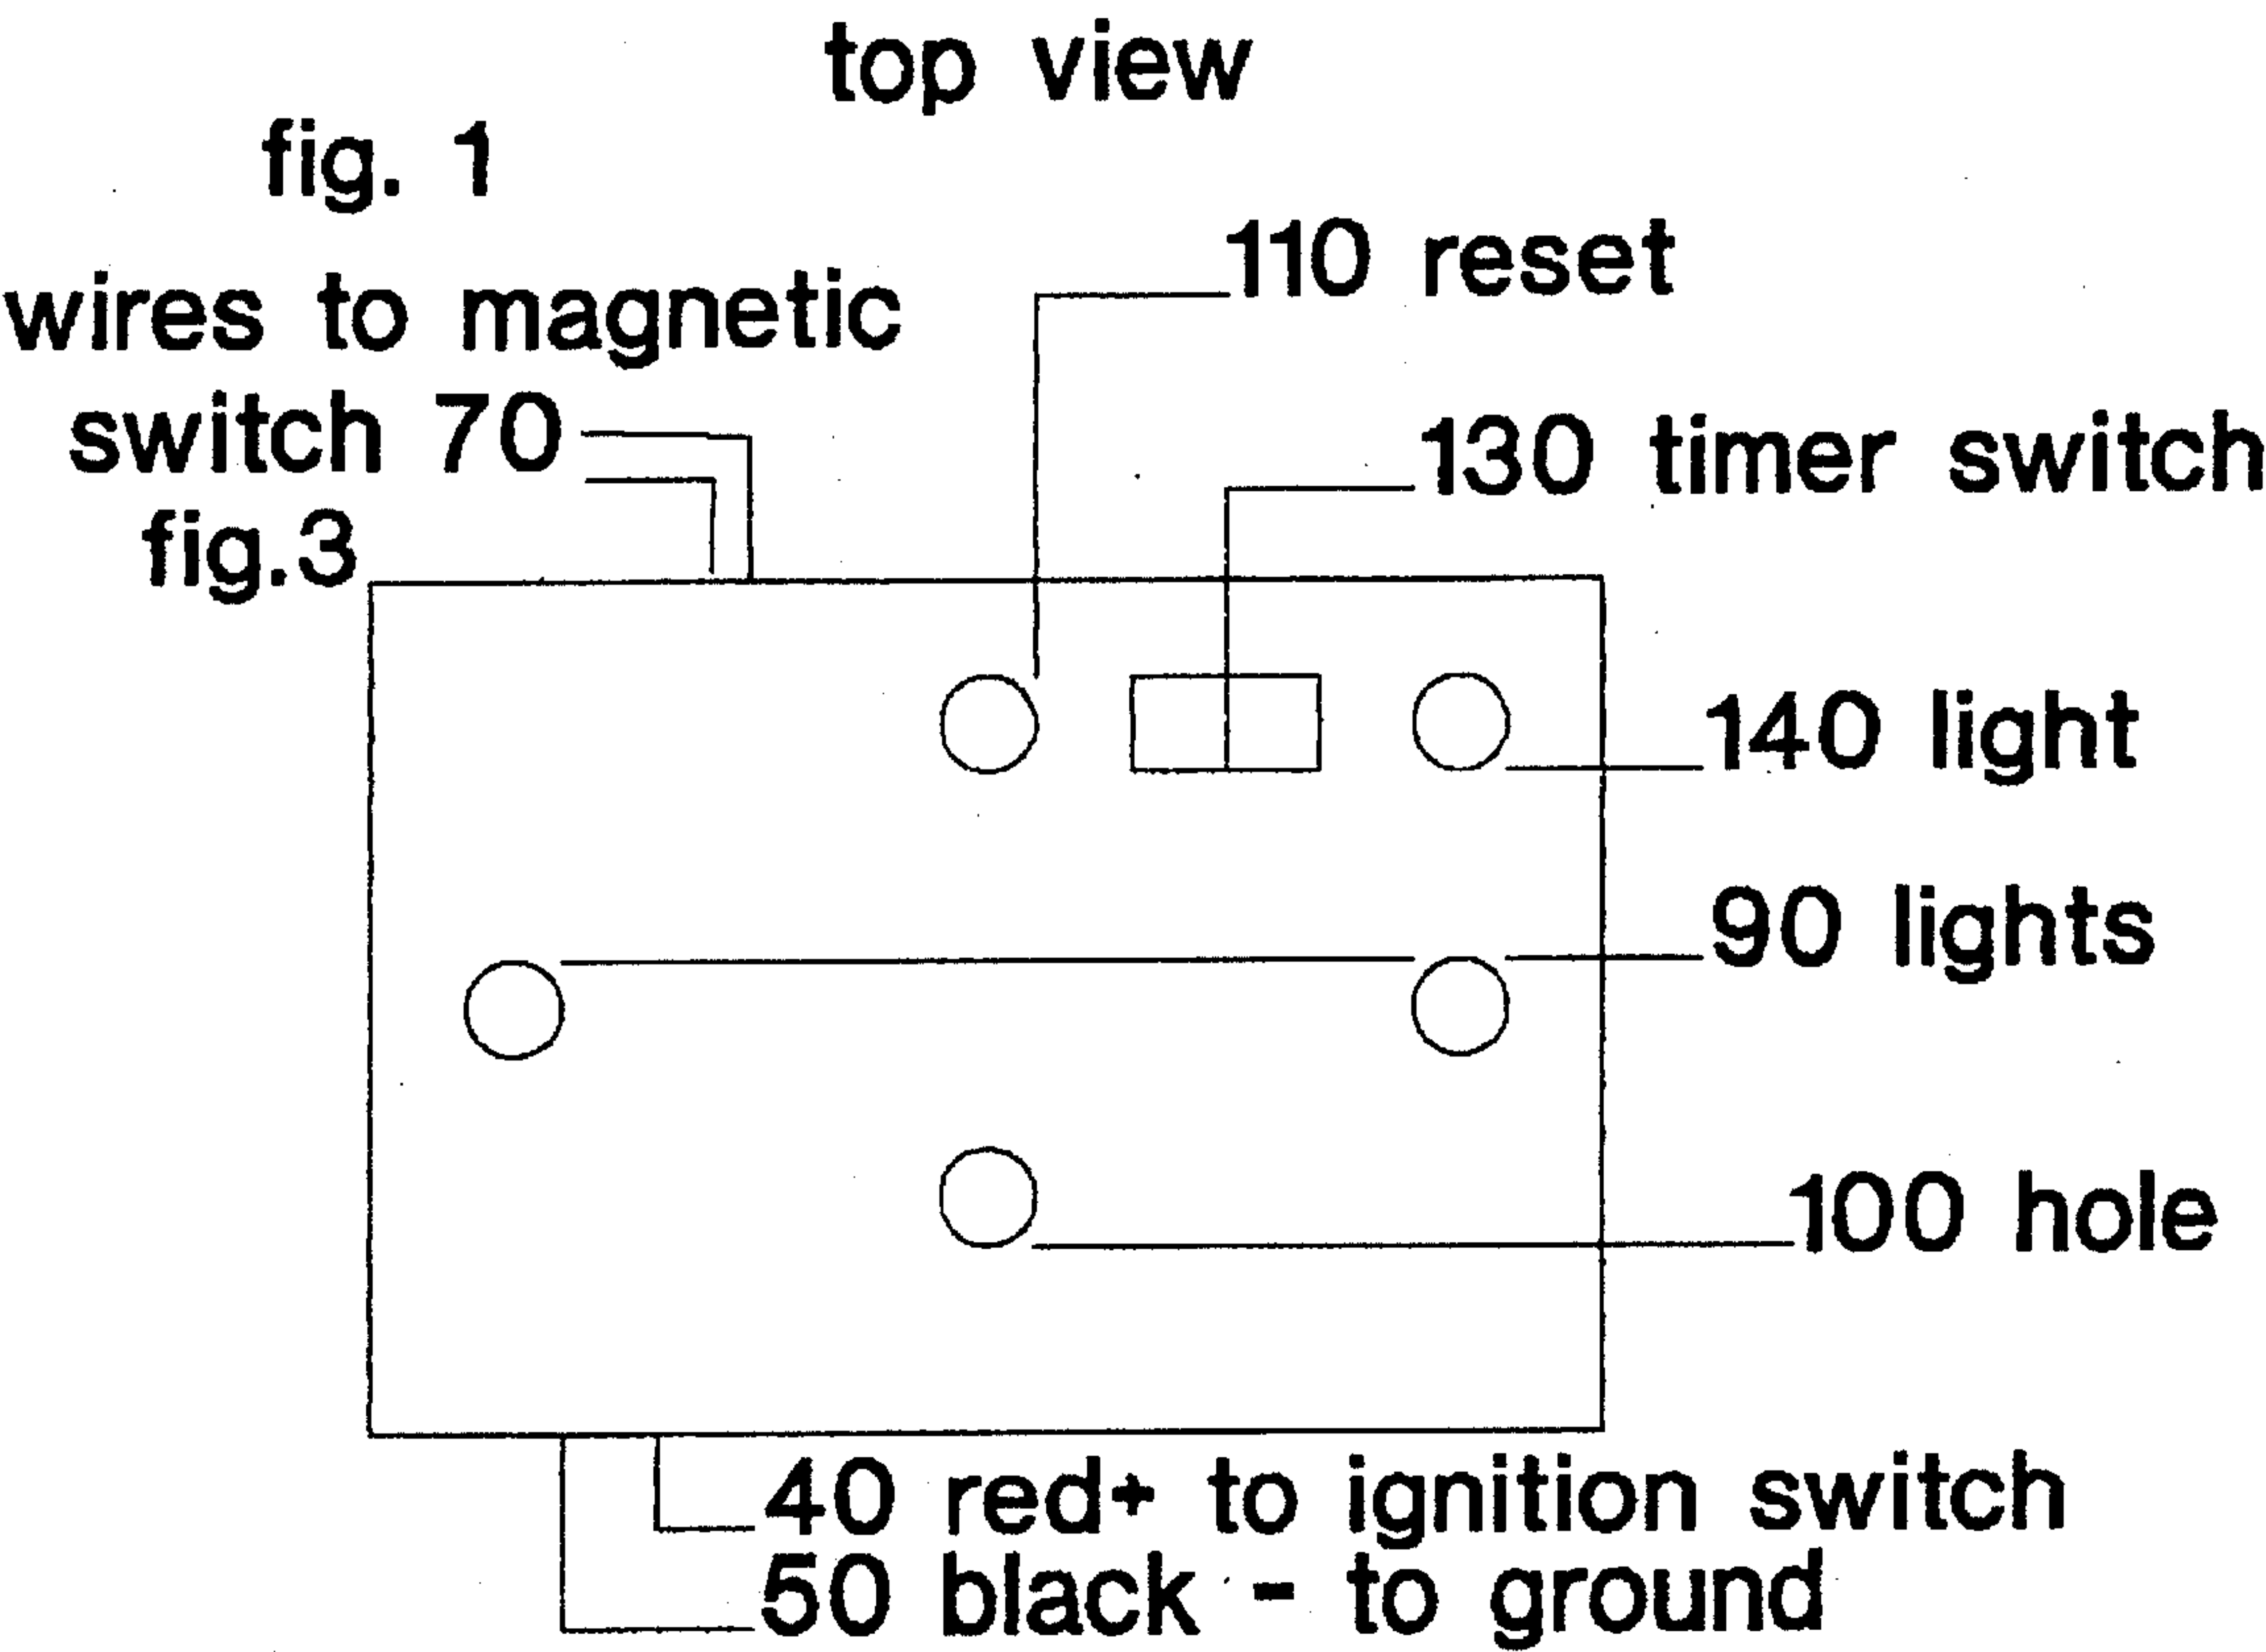 top view
fig. 1
110 reset
wires to magnetic
switch 70
fig.3
130 timer switch
140 light
90 lights
100 hole
40 red+ to ignition switch
50 black - to ground